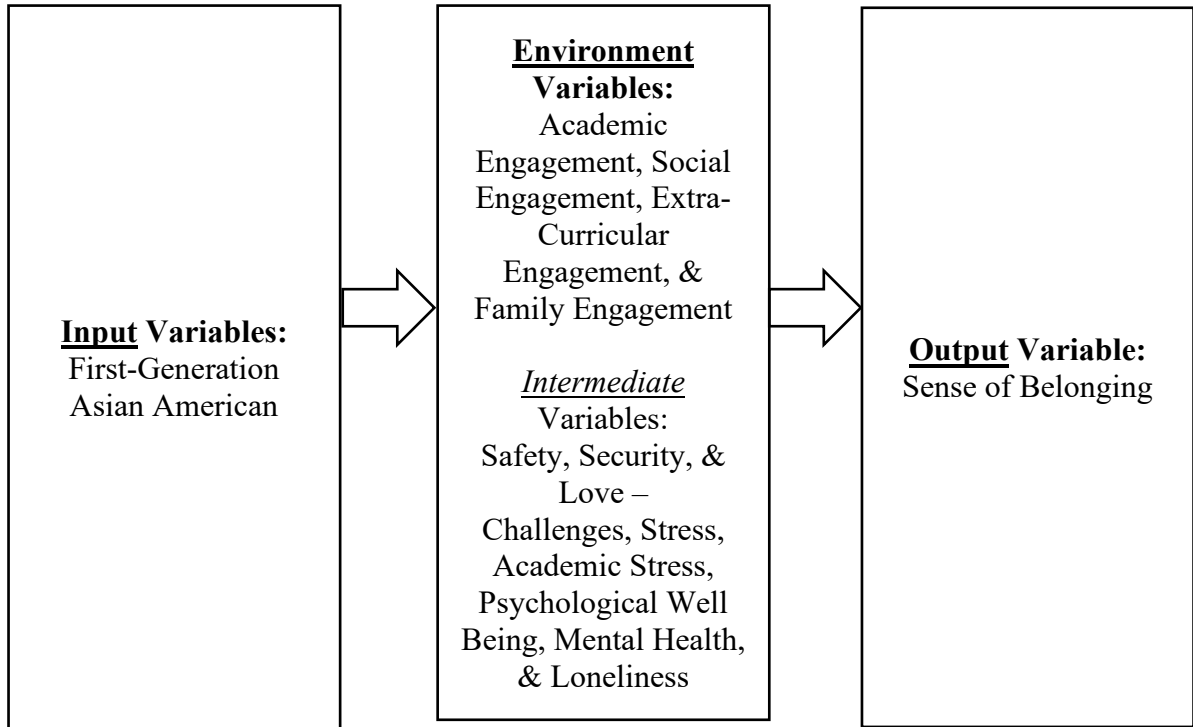 Input Variables:
First-Generation
Asian American
Environment
Variables:
Academic
Engagement, Social
Engagement, Extra-
Curricular
Engagement, &
Family Engagement
Intermediate
Variables:
Safety, Security, &
Love –
Challenges, Stress,
Academic Stress,
Psychological Well
Being, Mental Health,
& Loneliness
Output Variable:
Sense of Belonging